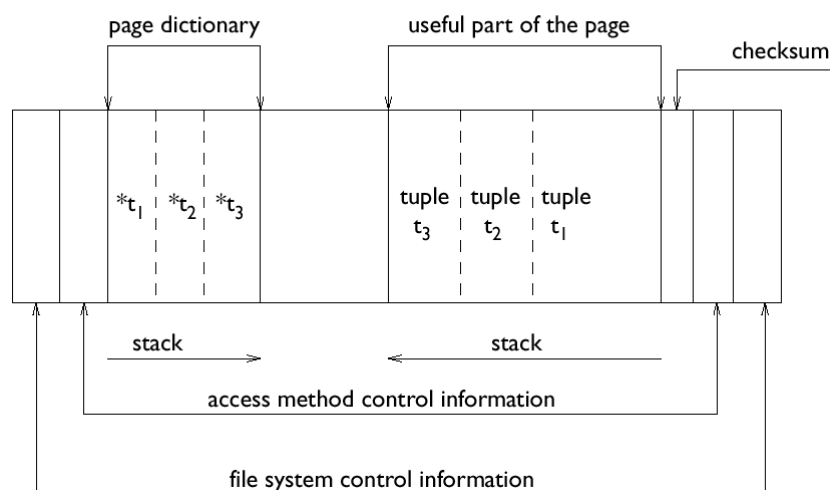 page dictionary
useful part of the page
checksum
*t1 *t2 *t3
tuple tuple tuple
t3 t2 t1
stack
stack
access method control information
file system control information